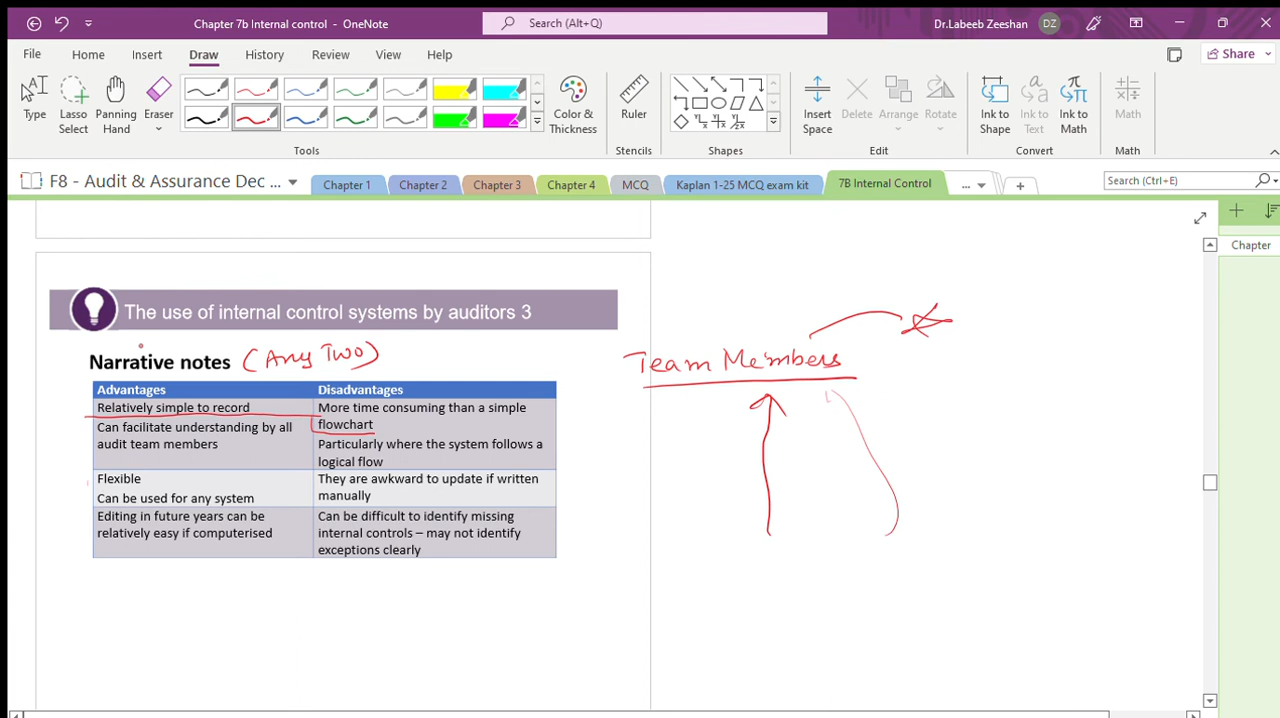 Chapter 7b Internal control - OneNote
Search (Alt+Q)
Dr.Labeeb Zeeshan
DZ
File Home Insert Draw History Review View Help
Share
Type
Lasso Select
Panning Hand
Eraser
Color & Thickness
Ruler
Insert Space
Delete
Arrange
Rotate
Ink to Shape
Ink to Text
Ink to Math
Math
Tools
Stencils
Shapes
Edit
Convert
Math
F8 - Audit & Assurance Dec ...
Chapter 1
Chapter 2
Chapter 3
Chapter 4
MCQ
Kaplan 1-25 MCQ exam kit
7B Internal Control
...
Search (Ctrl+E)
Chapter
The use of internal control systems by auditors 3
Narrative notes (Any Two)
Team Members
Advantages
Disadvantages
Relatively simple to record
Can facilitate understanding by all
audit team members
More time consuming than a simple
flowchart
Particularly where the system follows a
logical flow
Flexible
Can be used for any system
They are awkward to update if written
manually
Editing in future years can be
relatively easy if computerised
Can be difficult to identify missing
internal controls – may not identify
exceptions clearly